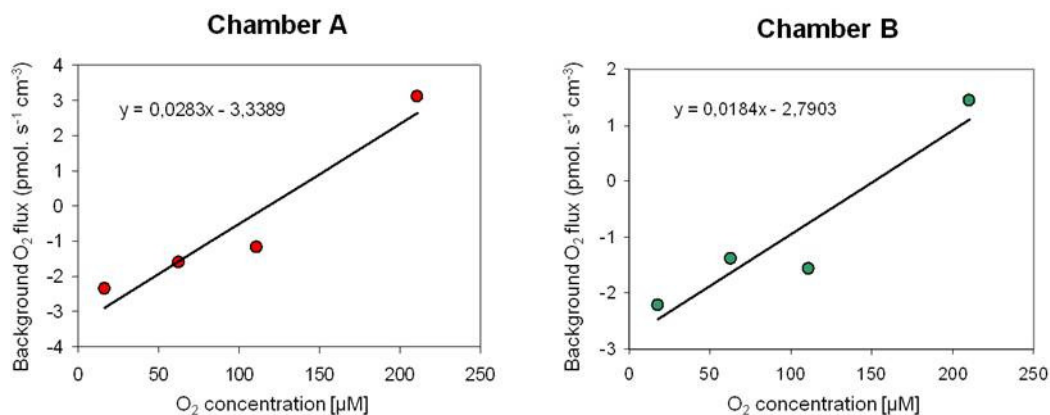 Chamber A
4
3
2
1
0
-1
-2
-3
-4
y = 0,0283x - 3,3389
0 50 100 150 200 250
O₂ concentration [µM]
Background O₂ flux (pmol. s⁻¹ cm⁻³)
Chamber B
2
1
0
-1
-2
-3
y = 0,0184x - 2,7903
0 50 100 150 200 250
O₂ concentration [µM]
Background O₂ flux (pmol. s⁻¹ cm⁻³)